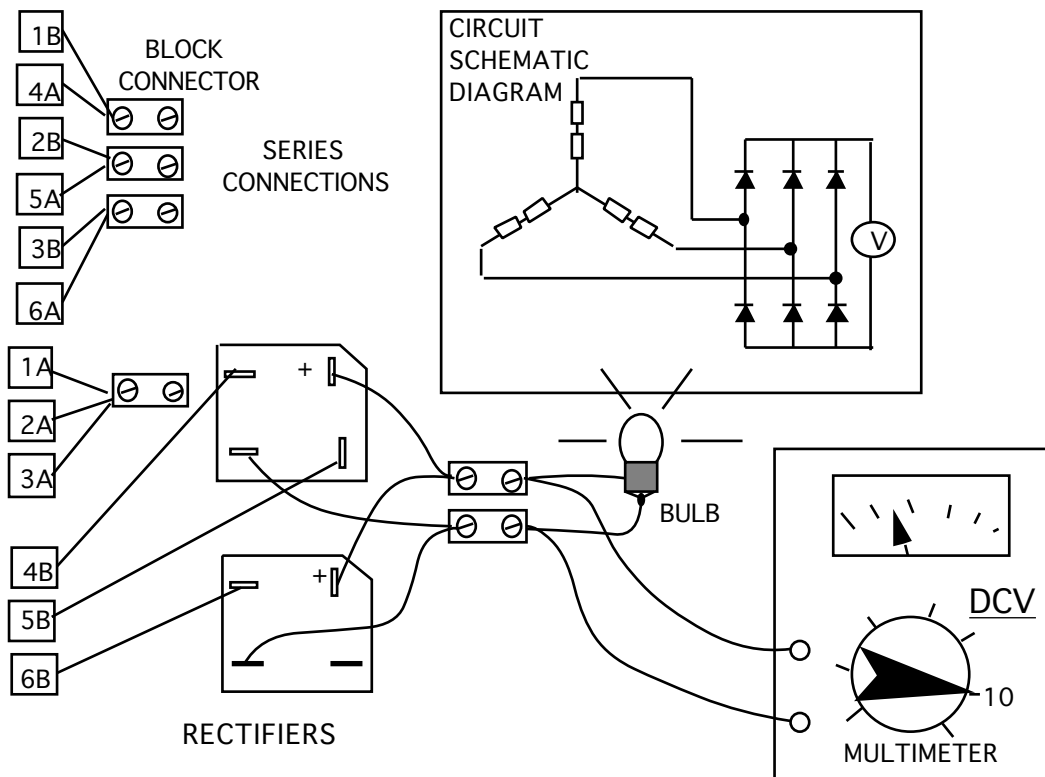 1B
4A
2B
5A
3B
6A
BLOCK
CONNECTOR
SERIES
CONNECTIONS
CIRCUIT
SCHEMATIC
DIAGRAM
V
1A
2A
3A
4B
5B
6B
+
+
RECTIFIERS
BULB
DCV
10
MULTIMETER